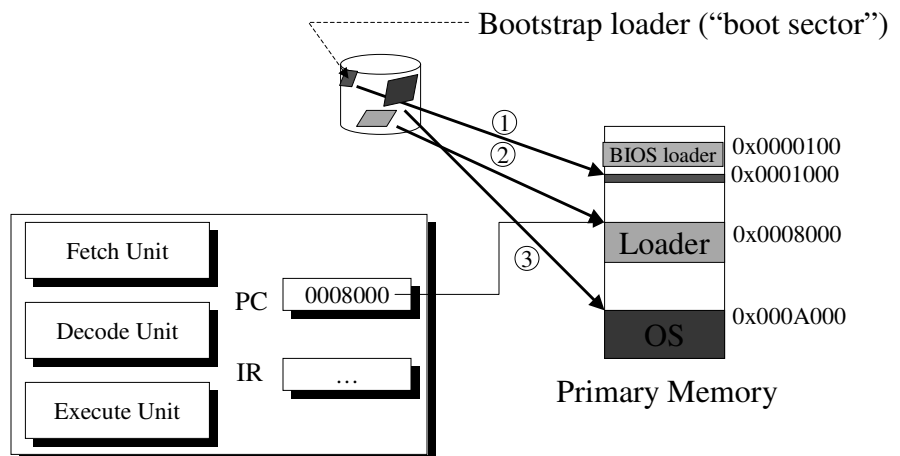 Bootstrap loader (“boot sector”)
1
2
3
BIOS loader
0x0000100
0x0001000
Loader
0x0008000
OS
0x000A000
Primary Memory
Fetch Unit
Decode Unit
Execute Unit
PC
0008000
IR
…